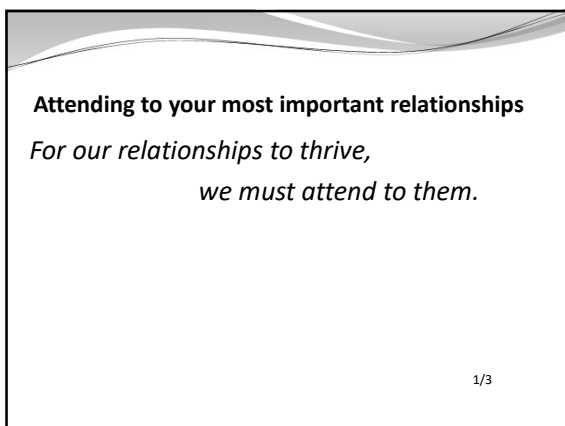 Attending to your most important relationships
For our relationships to thrive,
we must attend to them.
1/3